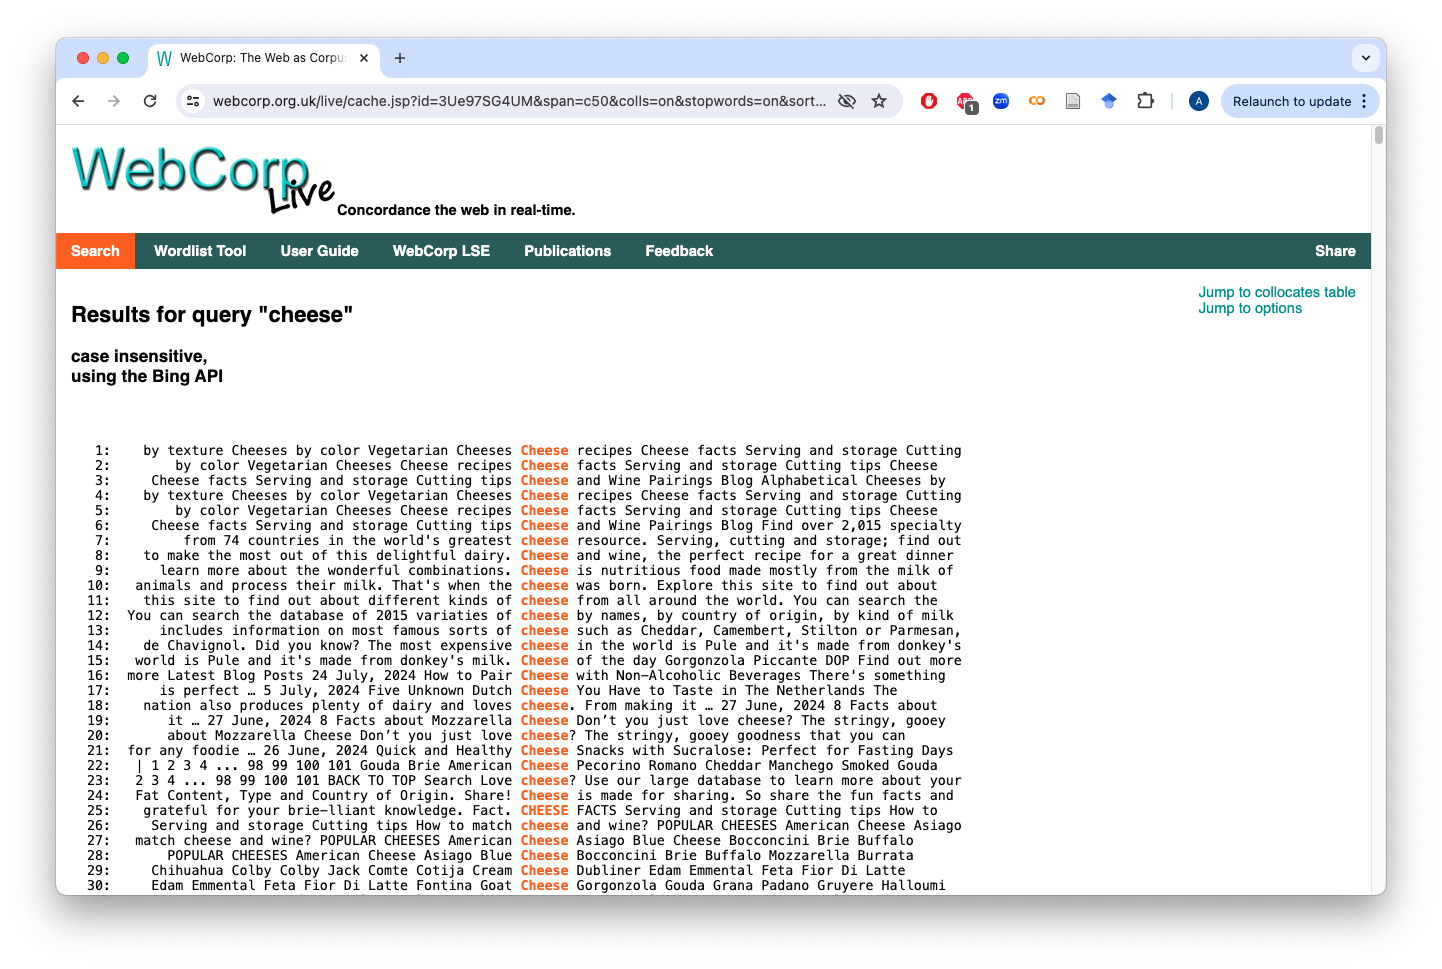 WebCorp: The Web as Corpu
webcorp.org.uk/live/cache.jsp?id=3Ue97SG4UM&span=c50&colls=on&stopwords=on&sort...
1
zm
A
Relaunch to update
WebCorp
Live
Concordance the web in real-time.
Search
Wordlist Tool
User Guide
WebCorp LSE
Publications
Feedback
Share
Jump to collocates table
Jump to options
Results for query "cheese"
case insensitive,
using the Bing API
1: by texture Cheeses by color Vegetarian Cheeses Cheese recipes Cheese facts Serving and storage Cutting
2: by color Vegetarian Cheeses Cheese recipes Cheese facts Serving and storage Cutting tips Cheese
3: Cheese facts Serving and storage Cutting tips Cheese and Wine Pairings Blog Alphabetical Cheeses by
4: by texture Cheeses by color Vegetarian Cheeses Cheese recipes Cheese facts Serving and storage Cutting
5: by color Vegetarian Cheeses Cheese recipes Cheese facts Serving and storage Cutting tips Cheese
6: Cheese facts Serving and storage Cutting tips Cheese and Wine Pairings Blog Find over 2,015 specialty
7: from 74 countries in the world's greatest cheese resource. Serving, cutting and storage; find out
8: to make the most out of this delightful dairy. Cheese and wine, the perfect recipe for a great dinner
9: learn more about the wonderful combinations. Cheese is nutritious food made mostly from the milk of
10: animals and process their milk. That's when the cheese was born. Explore this site to find out about
11: this site to find out about different kinds of cheese from all around the world. You can search the
12: You can search the database of 2015 variaties of cheese by names, by country of origin, by kind of milk
13: includes information on most famous sorts of cheese such as Cheddar, Camembert, Stilton or Parmesan,
14: de Chavignol. Did you know? The most expensive cheese in the world is Pule and it's made from donkey's
15: world is Pule and it's made from donkey's milk. Cheese of the day Gorgonzola Piccante DOP Find out more
16: more Latest Blog Posts 24 July, 2024 How to Pair Cheese with Non-Alcoholic Beverages There's something
17: is perfect … 5 July, 2024 Five Unknown Dutch Cheese You Have to Taste in The Netherlands The
18: nation also produces plenty of dairy and loves cheese. From making it … 27 June, 2024 8 Facts about
19: it … 27 June, 2024 8 Facts about Mozzarella Cheese Don’t you just love cheese? The stringy, gooey
20: about Mozzarella Cheese Don’t you just love cheese? The stringy, gooey goodness that you can
21: for any foodie … 26 June, 2024 Quick and Healthy Cheese Snacks with Sucralose: Perfect for Fasting Days
22: | 1 2 3 4 ... 98 99 100 101 Gouda Brie American Cheese Pecorino Romano Cheddar Manchego Smoked Gouda
23: 2 3 4 ... 98 99 100 101 BACK TO TOP Search Love cheese? Use our large database to learn more about your
24: Fat Content, Type and Country of Origin. Share! Cheese is made for sharing. So share the fun facts and
25: grateful for your brie-lliant knowledge. Fact. CHEESE FACTS Serving and storage Cutting tips How to
26: Serving and storage Cutting tips How to match cheese and wine? POPULAR CHEESES American Cheese Asiago
27: match cheese and wine? POPULAR CHEESES American Cheese Asiago Blue Cheese Bocconcini Brie Buffalo
28: POPULAR CHEESES American Cheese Asiago Blue Cheese Bocconcini Brie Buffalo Mozzarella Burrata
29: Chihuahua Colby Colby Jack Comte Cotija Cream Cheese Dubliner Edam Emmental Feta Fior Di Latte
30: Edam Emmental Feta Fior Di Latte Fontina Goat Cheese Gorgonzola Gouda Grana Padano Gruyere Halloumi